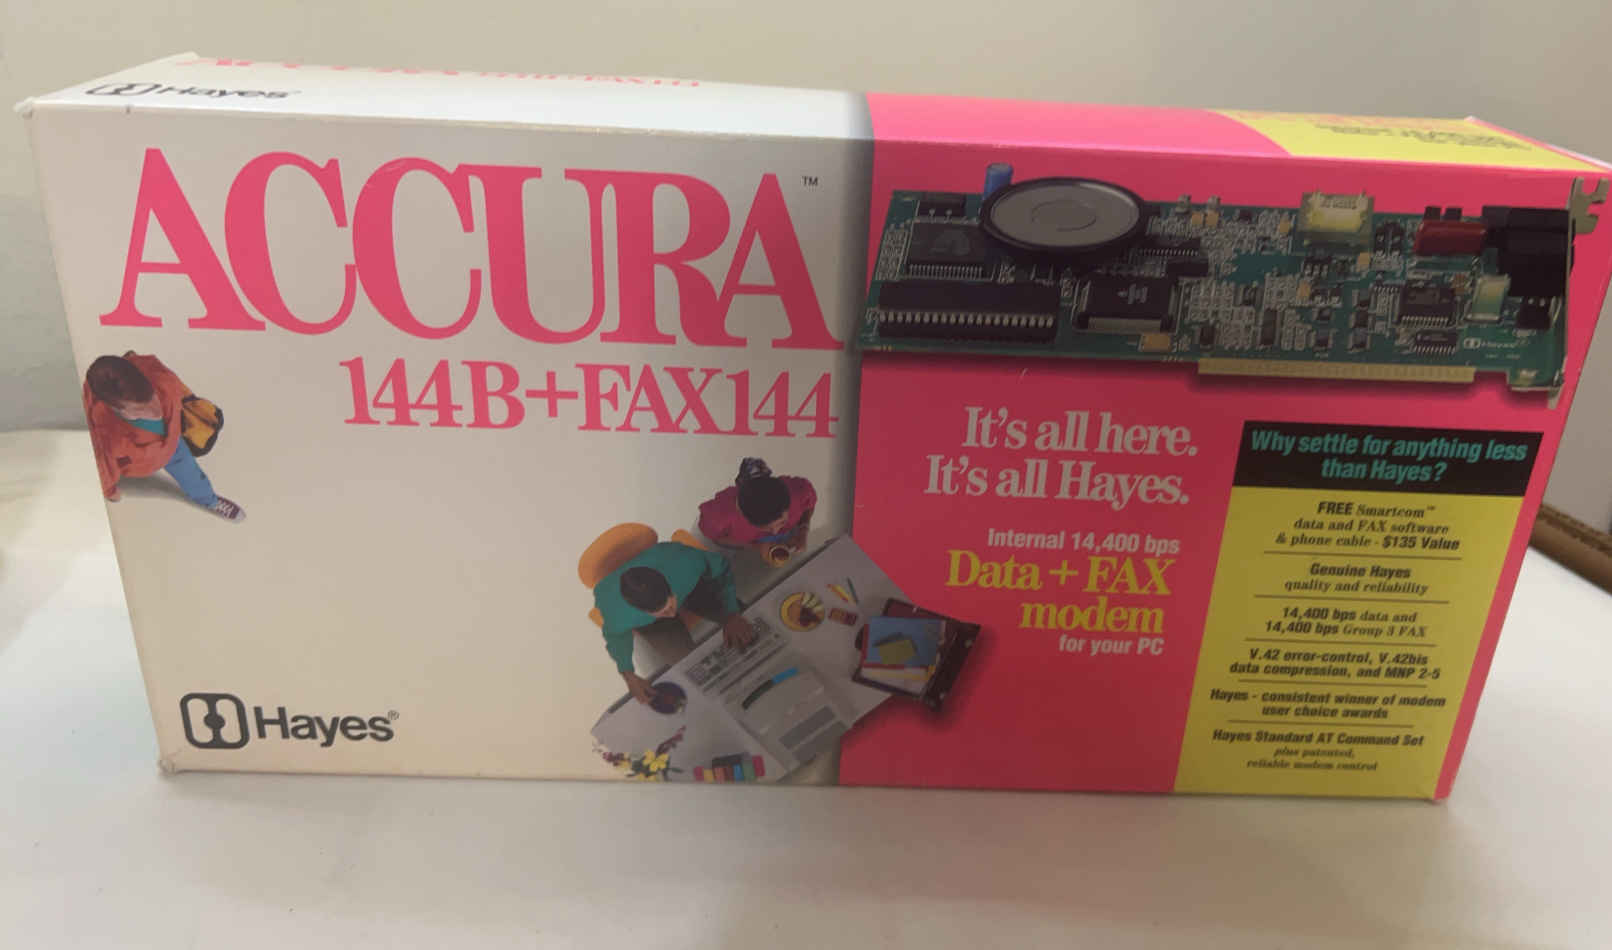 Hayes
ACCURA™
144B+FAX144
Hayes®
It's all here.
It's all Hayes.
Internal 14,400 bps
Data + FAX
modem
for your PC
Hayes
Why settle for anything less
than Hayes?
FREE Smartcom™
data and FAX software
& phone cable - $135 Value
Genuine Hayes
quality and reliability
14,400 bps data and
14,400 bps Group 3 FAX
V.42 error-control, V.42bis
data compression, and MNP 2-5
Hayes - consistent winner of modem
user choice awards
Hayes Standard AT Command Set
plus patented,
reliable modem control